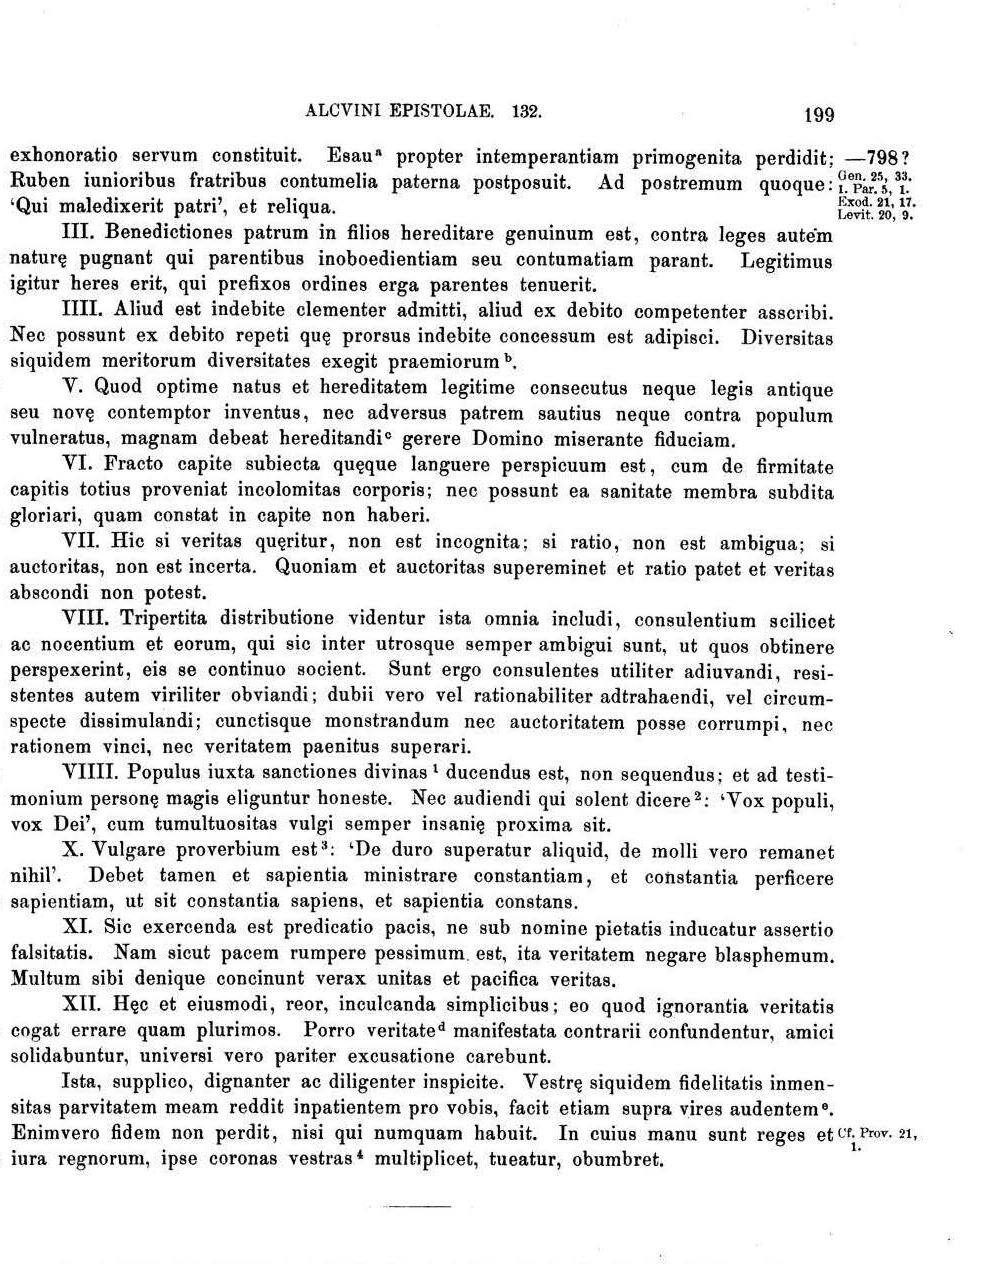 ALCVINI EPISTOLAE. 132. 199
exhonoratio servum constituit. Esauᵃ propter intemperantiam primogenita perdidit; —798?
Ruben iunioribus fratribus contumelia paterna postposuit. Ad postremum quoque: Gen. 25, 33.
1. Par. 5, 1.
‘Qui maledixerit patri’, et reliqua. Exod. 21, 17.
Levit. 20, 9.
III. Benedictiones patrum in filios hereditare genuinum est, contra leges autem
naturę pugnant qui parentibus inoboedientiam seu contumatiam parant. Legitimus
igitur heres erit, qui prefixos ordines erga parentes tenuerit.
IIII. Aliud est indebite clementer admitti, aliud ex debito competenter asscribi.
Nec possunt ex debito repeti quę prorsus indebite concessum est adipisci. Diversitas
siquidem meritorum diversitates exegit praemiorum ᵇ.
V. Quod optime natus et hereditatem legitime consecutus neque legis antique
seu novę contemptor inventus, nec adversus patrem sautius neque contra populum
vulneratus, magnam debeat hereditandiᶜ gerere Domino miserante fiduciam.
VI. Fracto capite subiecta quęque languere perspicuum est, cum de firmitate
capitis totius proveniat incolomitas corporis; nec possunt ea sanitate membra subdita
gloriari, quam constat in capite non haberi.
VII. Hic si veritas quęritur, non est incognita; si ratio, non est ambigua; si
auctoritas, non est incerta. Quoniam et auctoritas supereminet et ratio patet et veritas
abscondi non potest.
VIII. Tripertita distributione videntur ista omnia includi, consulentium scilicet
ac nocentium et eorum, qui sic inter utrosque semper ambigui sunt, ut quos obtinere
perspexerint, eis se continuo socient. Sunt ergo consulentes utiliter adiuvandi, resi-
stentes autem viriliter obviandi; dubii vero vel rationabiliter adtrahaendi, vel circum-
specte dissimulandi; cunctisque monstrandum nec auctoritatem posse corrumpi, nec
rationem vinci, nec veritatem paenitus superari.
VIIII. Populus iuxta sanctiones divinas ¹ ducendus est, non sequendus; et ad testi-
monium personę magis eliguntur honeste. Nec audiendi qui solent dicere²: ‘Vox populi,
vox Dei’, cum tumultuositas vulgi semper insanię proxima sit.
X. Vulgare proverbium est³: ‘De duro superatur aliquid, de molli vero remanet
nihil’. Debet tamen et sapientia ministrare constantiam, et constantia perficere
sapientiam, ut sit constantia sapiens, et sapientia constans.
XI. Sic exercenda est predicatio pacis, ne sub nomine pietatis inducatur assertio
falsitatis. Nam sicut pacem rumpere pessimum est, ita veritatem negare blasphemum.
Multum sibi denique concinunt verax unitas et pacifica veritas.
XII. Hęc et eiusmodi, reor, inculcanda simplicibus; eo quod ignorantia veritatis
cogat errare quam plurimos. Porro veritateᵈ manifestata contrarii confundentur, amici
solidabuntur, universi vero pariter excusatione carebunt.
Ista, supplico, dignanter ac diligenter inspicite. Vestrę siquidem fidelitatis inmen-
sitas parvitatem meam reddit inpatientem pro vobis, facit etiam supra vires audentemᵉ.
Enimvero fidem non perdit, nisi qui numquam habuit. In cuius manu sunt reges et Cf. Prov. 21,
1.
iura regnorum, ipse coronas vestras⁴ multiplicet, tueatur, obumbret.